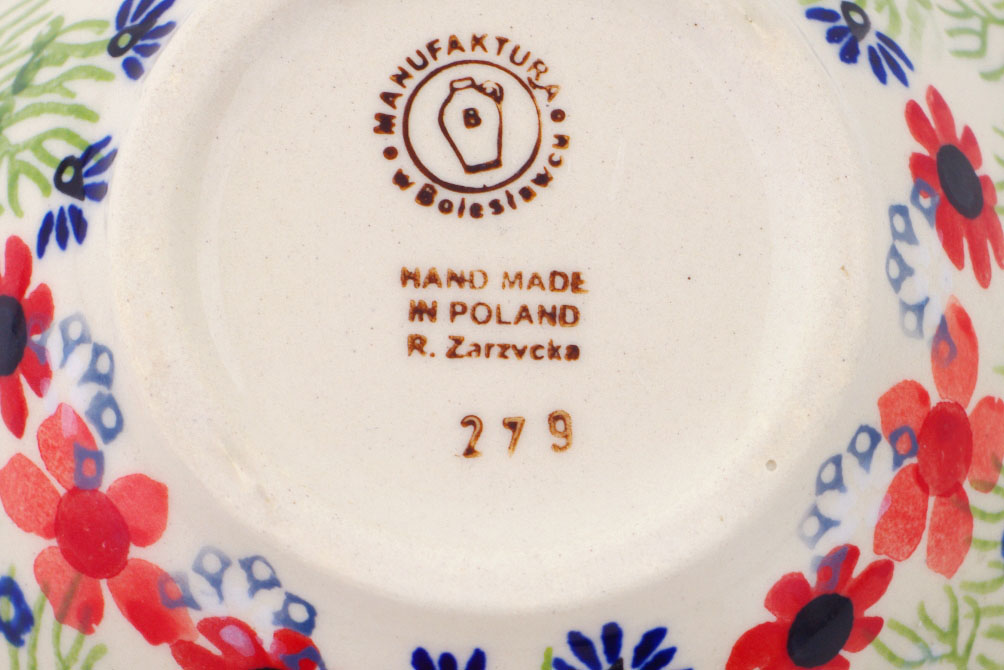 MANUFAKTURA
w Bolesławcu
B
HAND MADE
IN POLAND
R. Zarzycka
279